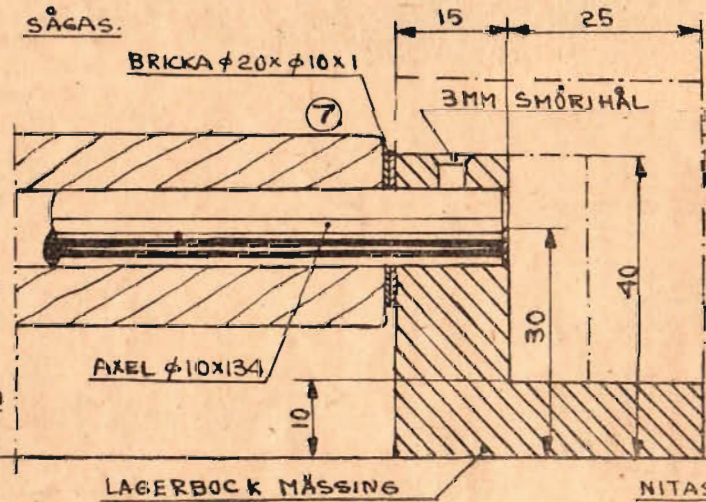 SÅGAS.
15
25
BRICKA ϕ20×ϕ10×1
7
3MM SMÖRJHÅL
40
30
AXEL ϕ10×134
10
LAGERBOCK MÄSSING
NITAS